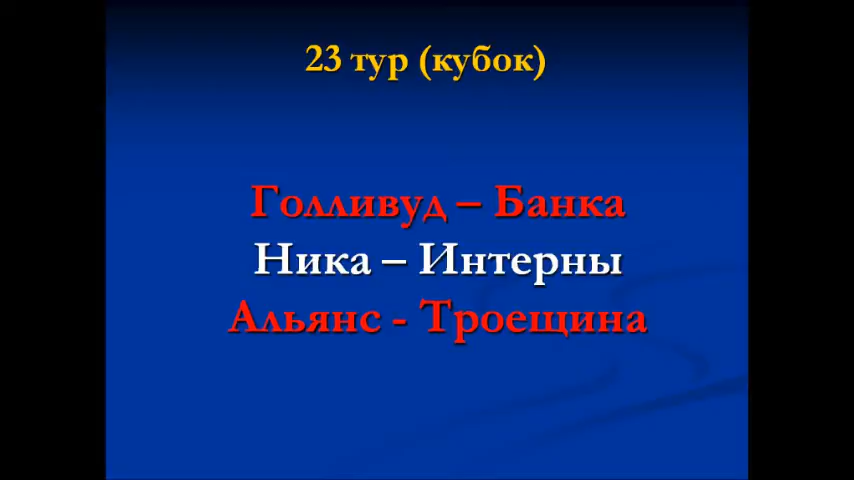 23 тур (кубок)
Голливуд – Банка
Ника – Интерны
Альянс - Троещина